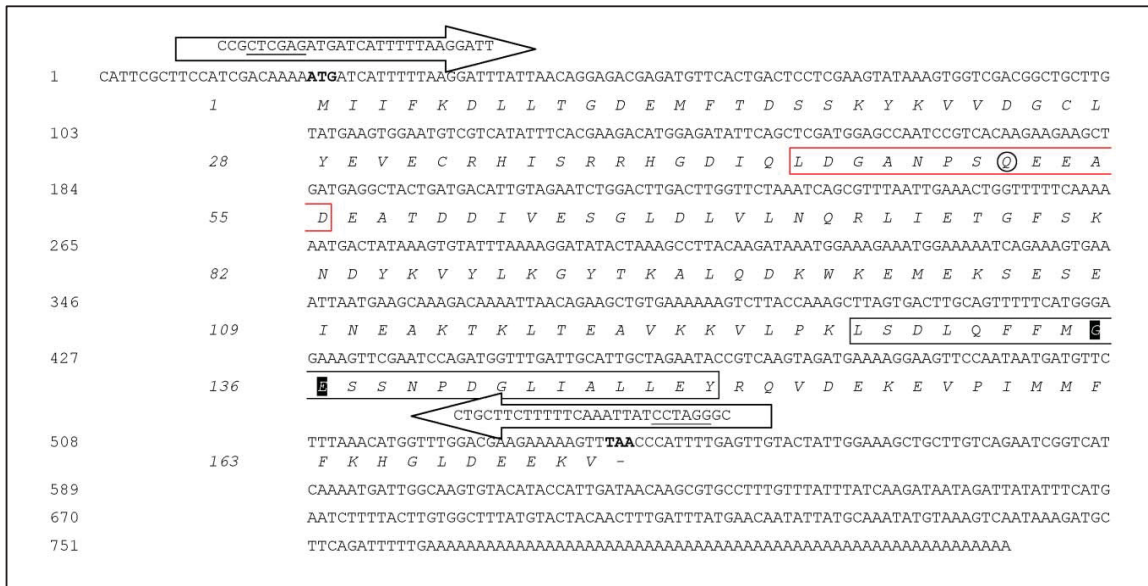 CCGCTCGAGATGATCATTTTTAAGGATT
1 CATTCGCTTCCATCGACAAAAATGATCATTTTTAAGGATTTATTAACAGGAGACGAGATGTTCACTGACTCCTCGAAGTATAAAGTGGTCGACGGCTGCTTG
1 M I I F K D L L T G D E M F T D S S K Y K V V D G C L
103 TATGAAGTGGAATGTCGTCATATTTCACGAAGACATGGAGATATTCAGCTCGATGGAGCCAATCCGTCACAAGAAGAAGCT
28 Y E V E C R H I S R R H G D I Q L D G A N P S Q E E A
184 GATGAGGCTACTGATGACATTGTAGAATCTGGACTTGACTTGGTTCTAAATCAGCGTTTAATTGAAACTGGTTTTTCAAAA
55 D E A T D D I V E S G L D L V L N Q R L I E T G F S K
265 AATGACTATAAAGTGTATTTAAAAGGATATACTAAAGCCTTACAAGATAAATGGAAAGAAATGGAAAAATCAGAAAGTGAA
82 N D Y K V Y L K G Y T K A L Q D K W K E M E K S E S E
346 ATTAATGAAGCAAAGACAAAATTAACAGAAGCTGTGAAAAAAGTCTTACCAAAGCTTAGTGACTTGCAGTTTTTCATGGGA
109 I N E A K T K L T E A V K K V L P K L S D L Q F F M G
427 GAAAGTTCGAATCCAGATGGTTTGATTGCATTGCTAGAATACCGTCAAGTAGATGAAAAGGAAGTTCCAATAATGATGTTC
136 E S S N P D G L I A L L E Y R Q V D E K E V P I M M F
CTGCTTCTTTTTCAAATTATCCTAGGGC
508 TTTAAACATGGTTTGGACGAAGAAAAAGTTTAACCCATTTTGAGTTGTACTATTGGAAAGCTGCTTGTCAGAATCGGTCAT
163 F K H G L D E E K V –
589 CAAAATGATTGGCAAGTGTACATACCATTGATAACAAGCGTGCCTTTGTTTATTTATCAAGATAATAGATTATATTTCATG
670 AATCTTTTACTTGTGGCTTTATGTACTACAACTTTGATTTATGAACAATATTATGCAAATATGTAAAGTCAATAAAGATGC
751 TTCAGATTTTTGAAAAAAAAAAAAAAAAAAAAAAAAAAAAAAAAAAAAAAAAAAAAAAAAAAAAAAAAAAAAA